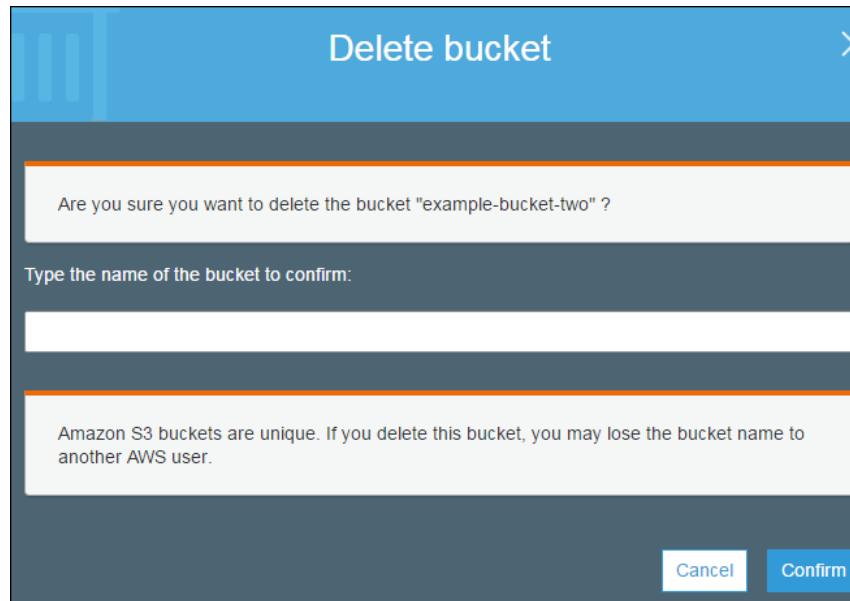 Delete bucket
Are you sure you want to delete the bucket "example-bucket-two" ?
Type the name of the bucket to confirm:
Amazon S3 buckets are unique. If you delete this bucket, you may lose the bucket name to
another AWS user.
Cancel
Confirm